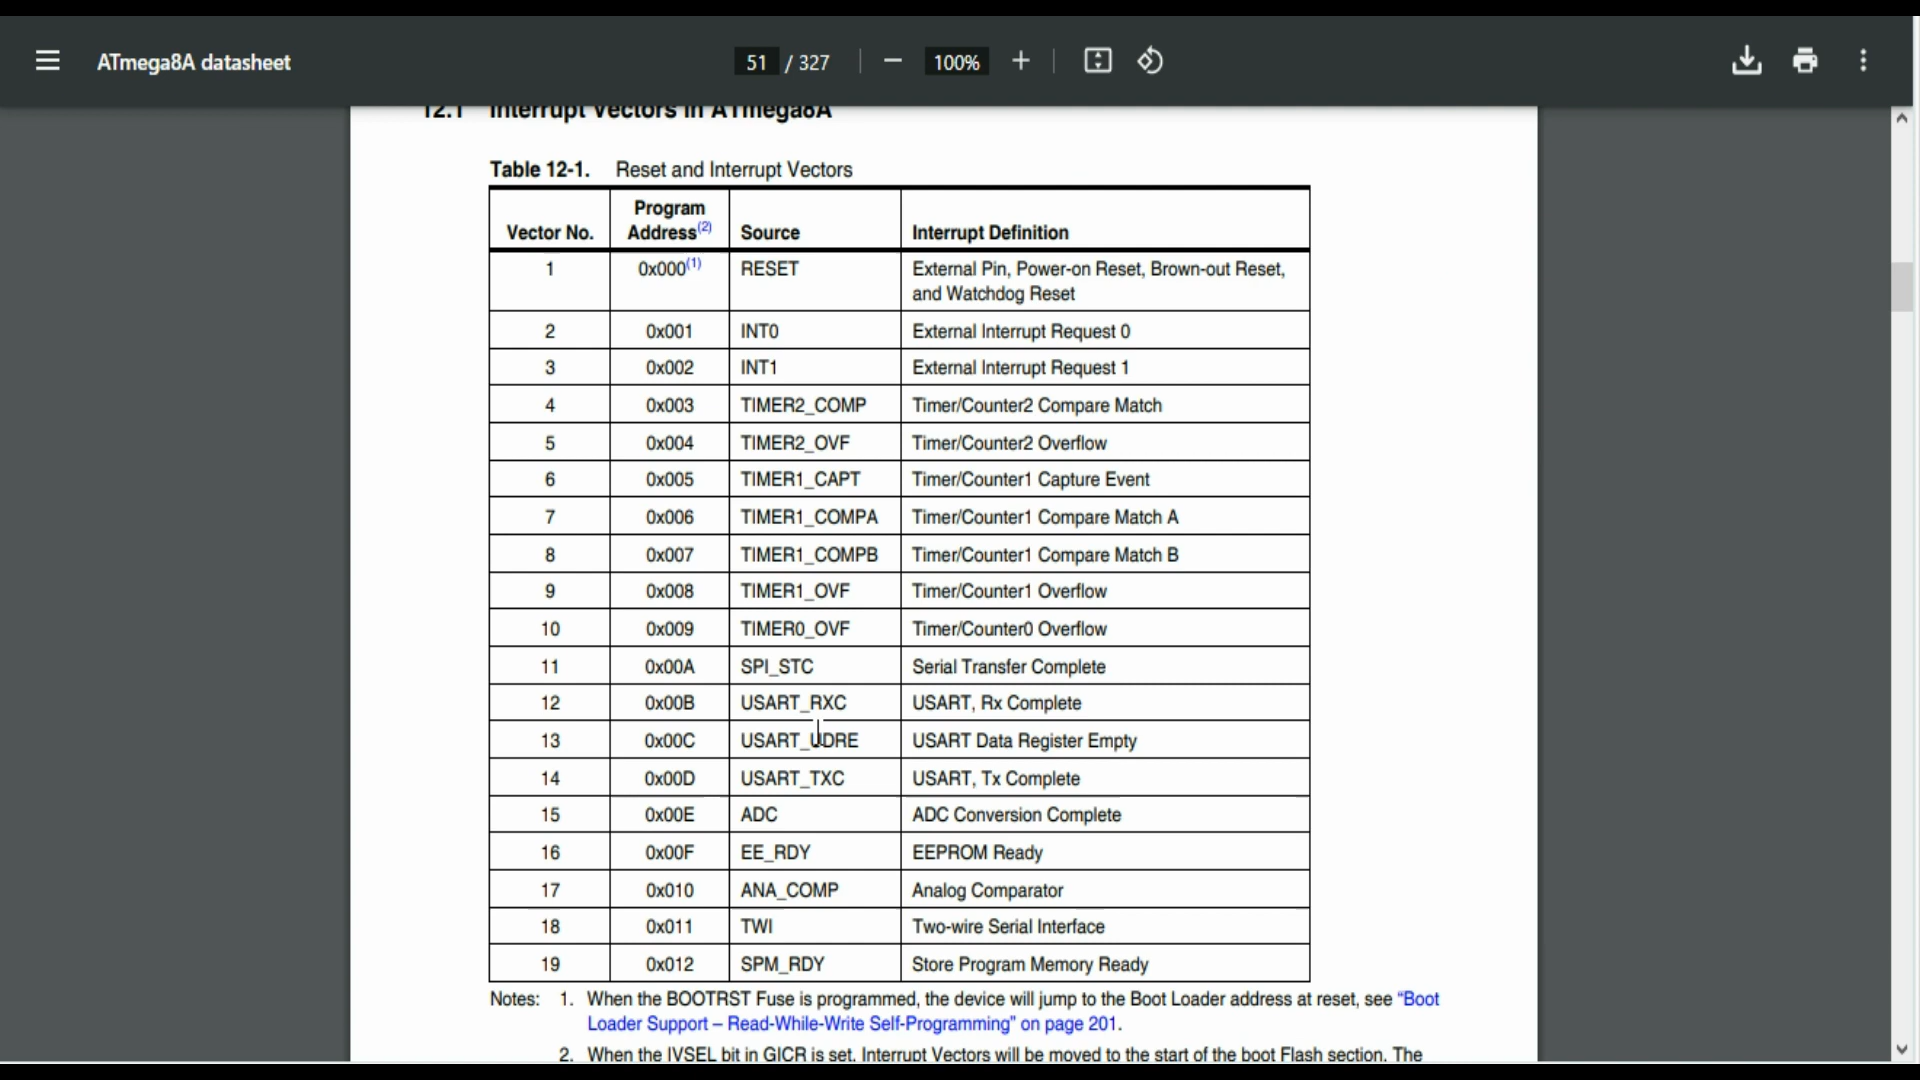 ATmega8A datasheet
51 / 327
100%
12.1 Interrupt Vectors in ATmega8A
Table 12-1. Reset and Interrupt Vectors
Vector No. Program Address(2) Source Interrupt Definition
1 0x000(1) RESET External Pin, Power-on Reset, Brown-out Reset,
and Watchdog Reset
2 0x001 INT0 External Interrupt Request 0
3 0x002 INT1 External Interrupt Request 1
4 0x003 TIMER2_COMP Timer/Counter2 Compare Match
5 0x004 TIMER2_OVF Timer/Counter2 Overflow
6 0x005 TIMER1_CAPT Timer/Counter1 Capture Event
7 0x006 TIMER1_COMPA Timer/Counter1 Compare Match A
8 0x007 TIMER1_COMPB Timer/Counter1 Compare Match B
9 0x008 TIMER1_OVF Timer/Counter1 Overflow
10 0x009 TIMER0_OVF Timer/Counter0 Overflow
11 0x00A SPI_STC Serial Transfer Complete
12 0x00B USART_RXC USART, Rx Complete
13 0x00C USART_UDRE USART Data Register Empty
14 0x00D USART_TXC USART, Tx Complete
15 0x00E ADC ADC Conversion Complete
16 0x00F EE_RDY EEPROM Ready
17 0x010 ANA_COMP Analog Comparator
18 0x011 TWI Two-wire Serial Interface
19 0x012 SPM_RDY Store Program Memory Ready
Notes: 1. When the BOOTRST Fuse is programmed, the device will jump to the Boot Loader address at reset, see “Boot
Loader Support – Read-While-Write Self-Programming” on page 201.
2. When the IVSEL bit in GICR is set, Interrupt Vectors will be moved to the start of the boot Flash section. The